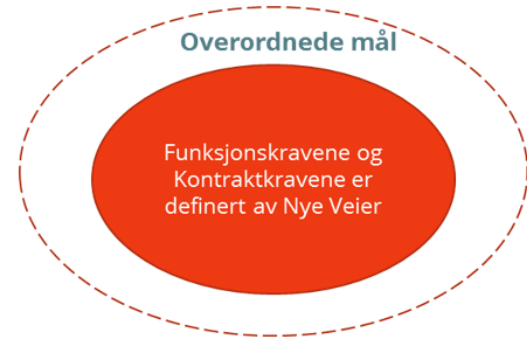 Overordnede mål
Funksjonskravene og
Kontraktkravene er
definert av Nye Veier